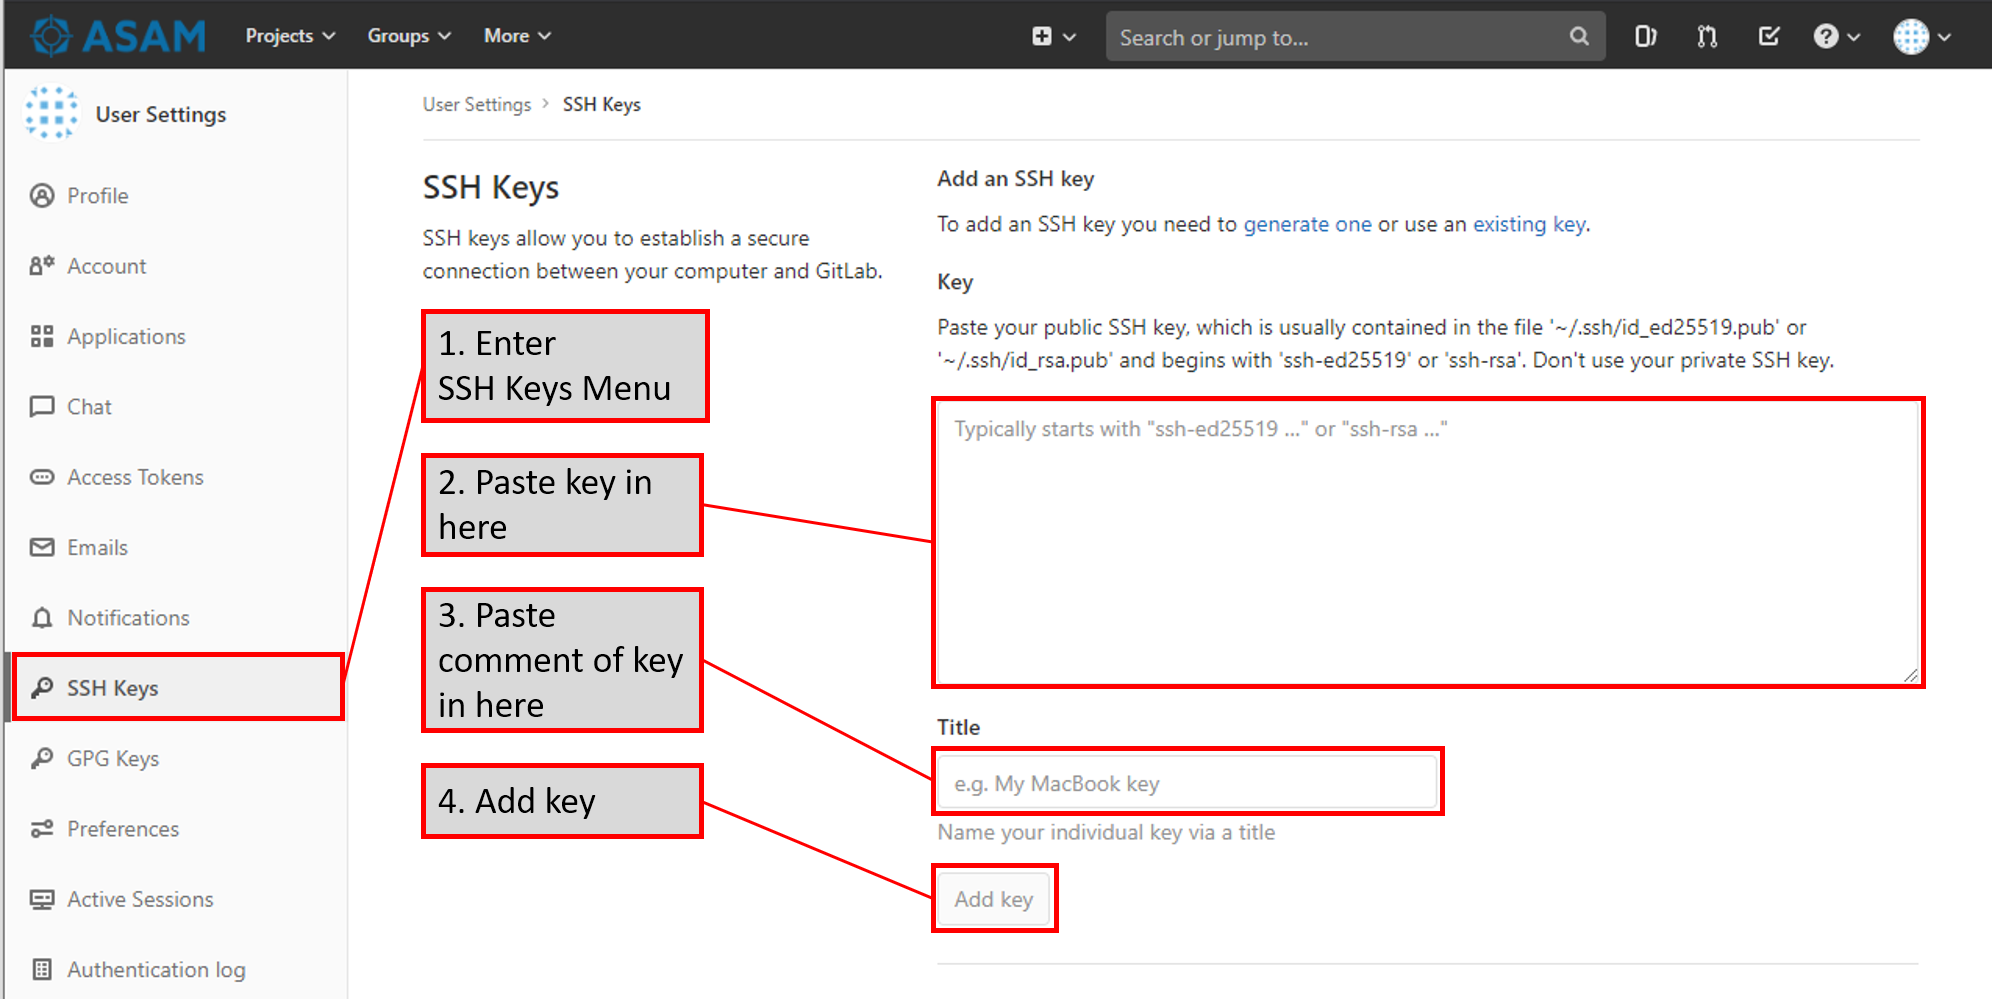 ASAM
Projects
Groups
More
Search or jump to...
User Settings
Profile
Account
Applications
Chat
Access Tokens
Emails
Notifications
SSH Keys
GPG Keys
Preferences
Active Sessions
Authentication log
User Settings > SSH Keys
SSH Keys
SSH keys allow you to establish a secure
connection between your computer and GitLab.
1. Enter
SSH Keys Menu
2. Paste key in
here
3. Paste
comment of key
in here
4. Add key
Add an SSH key
To add an SSH key you need to generate one or use an existing key.
Key
Paste your public SSH key, which is usually contained in the file '~/.ssh/id_ed25519.pub' or
'~/.ssh/id_rsa.pub' and begins with 'ssh-ed25519' or 'ssh-rsa'. Don't use your private SSH key.
Typically starts with "ssh-ed25519 ..." or "ssh-rsa ..."
Title
e.g. My MacBook key
Name your individual key via a title
Add key